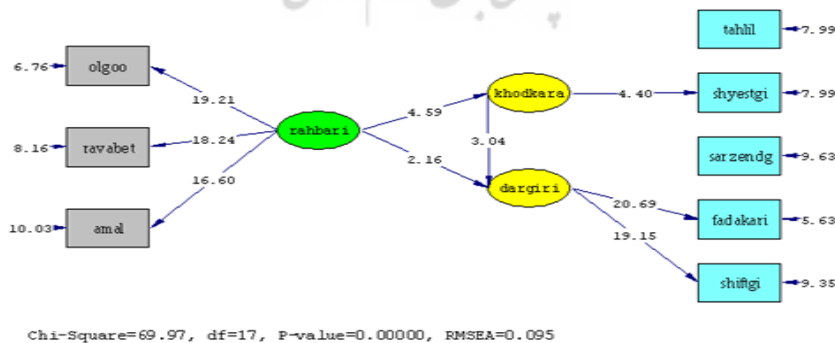 tahlil
7.99
6.76
olgoo
khodkara
4.40
shyestgi
7.99
19.21
4.59
8.16
ravabet
18.24
rahbari
3.04
sarzendg
9.63
2.16
16.60
dargiri
20.69
fadakari
5.63
10.03
amal
19.15
shiftgi
9.35
Chi-Square=69.97, df=17, P-value=0.00000, RMSEA=0.095